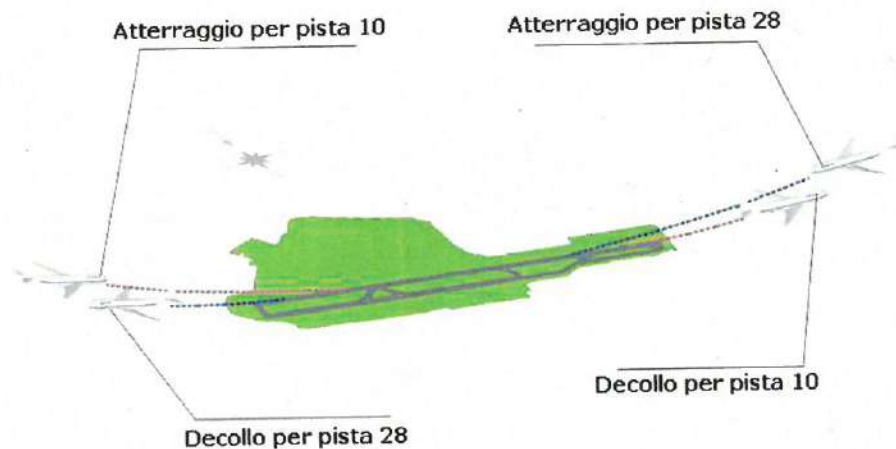 Atterraggio per pista 10
Atterraggio per pista 28
Decollo per pista 10
Decollo per pista 28